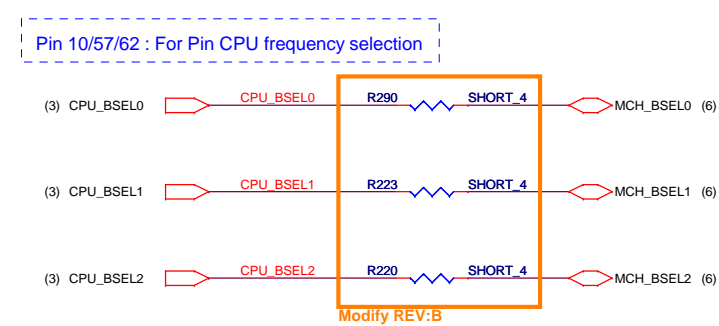 Pin 10/57/62 : For Pin CPU frequency selection
(3) CPU_BSEL0 CPU_BSEL0 R290 SHORT_4 MCH_BSEL0 (6)
(3) CPU_BSEL1 CPU_BSEL1 R223 SHORT_4 MCH_BSEL1 (6)
(3) CPU_BSEL2 CPU_BSEL2 R220 SHORT_4 MCH_BSEL2 (6)
Modify REV:B